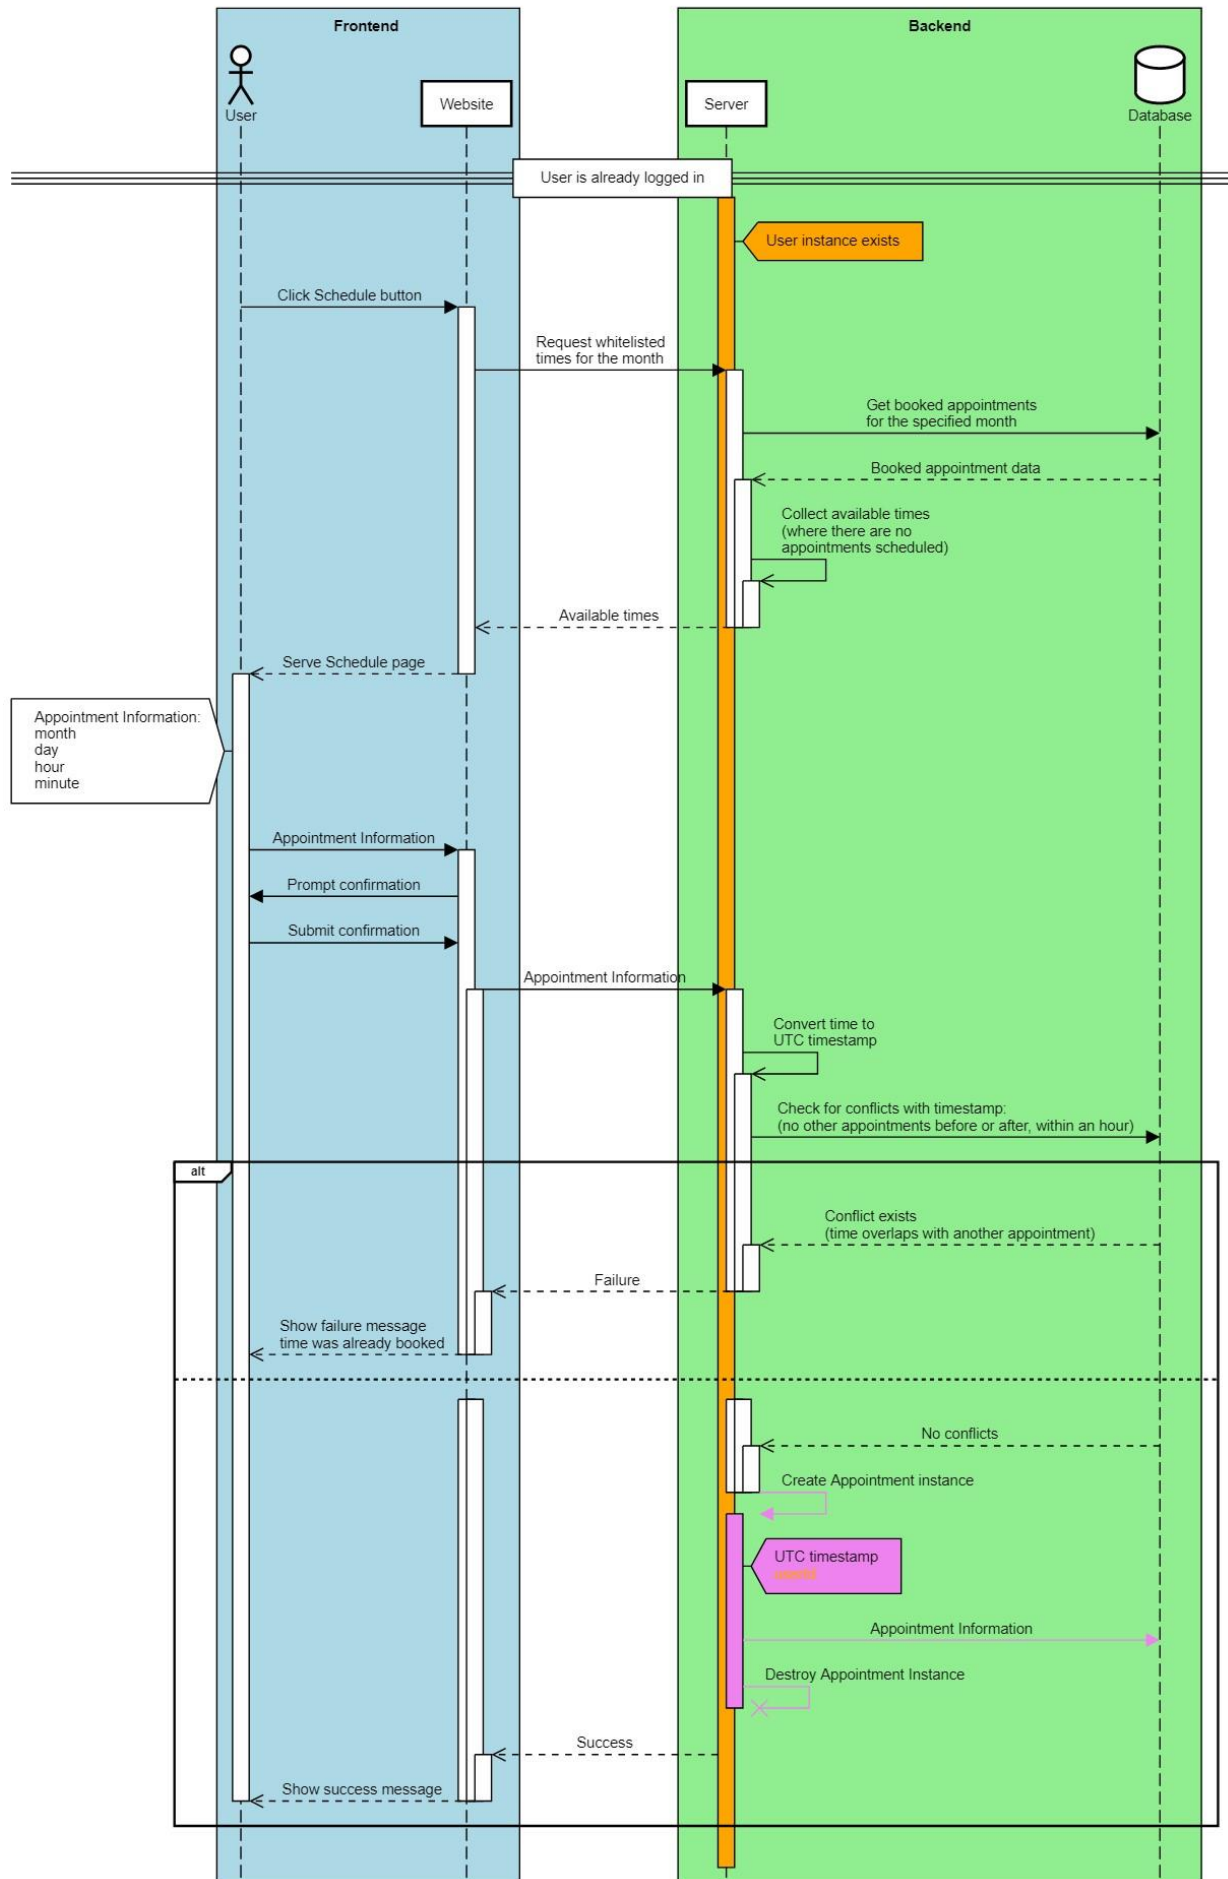 Frontend
Backend
User
Website
Server
Database
User is already logged in
User instance exists
Click Schedule button
Request whitelisted
times for the month
Get booked appointments
for the specified month
Booked appointment data
Collect available times
(where there are no
appointments scheduled)
Available times
Serve Schedule page
Appointment Information:
month
day
hour
minute
Appointment Information
Prompt confirmation
Submit confirmation
Appointment Information
Convert time to
UTC timestamp
Check for conflicts with timestamp:
(no other appointments before or after, within an hour)
alt
Conflict exists
(time overlaps with another appointment)
Failure
Show failure message
time was already booked
No conflicts
Create Appointment instance
UTC timestamp
Appointment Information
Destroy Appointment Instance
Success
Show success message